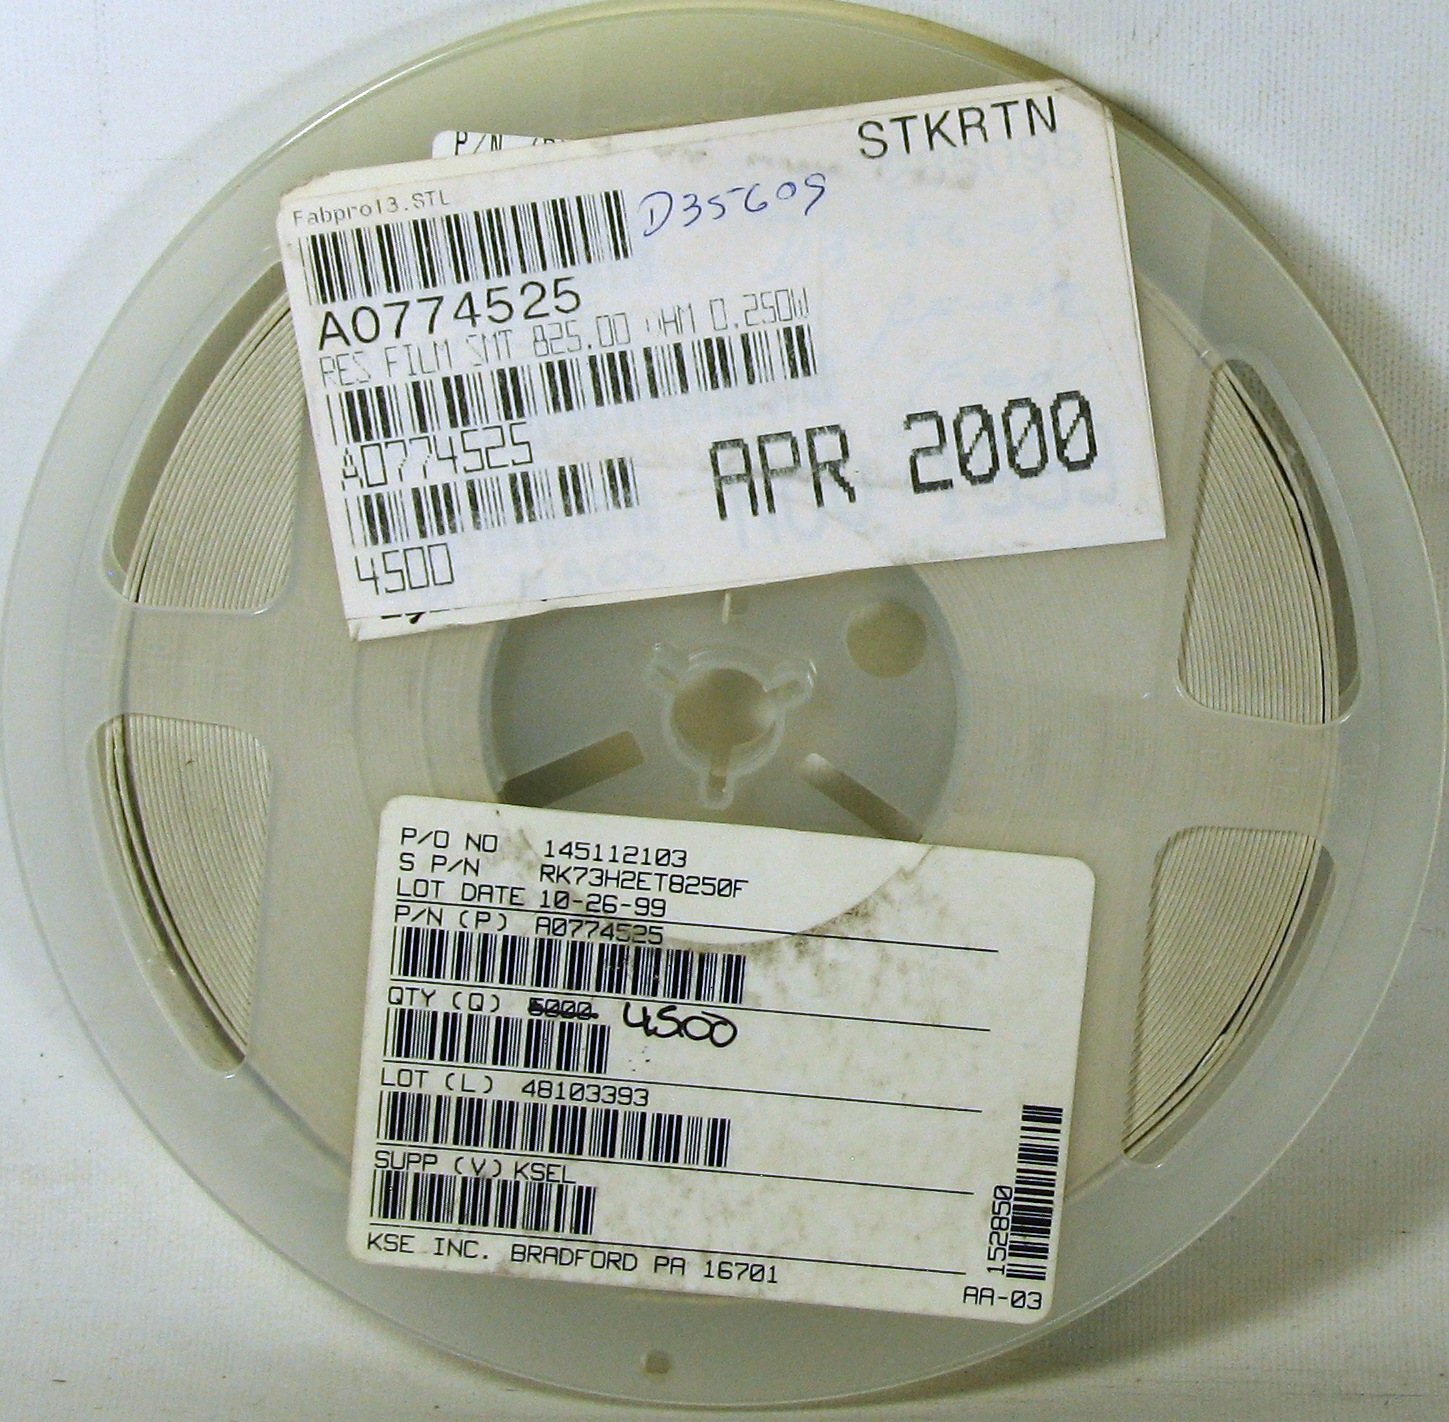 P/N
STKRTN
Fabpro13.STL
D35609
A0774525
RES FILM SMT 825.00 OHM 0.250W
A0774525
APR 2000
4500
P/O NO 145112103
S P/N RK73H2ET8250F
LOT DATE 10-26-99
P/N (P) A0774525
QTY (Q) 5000. 4500
LOT (L) 48103393
SUPP (V) KSEL
KSE INC. BRADFORD PA 16701
152850
AA-03